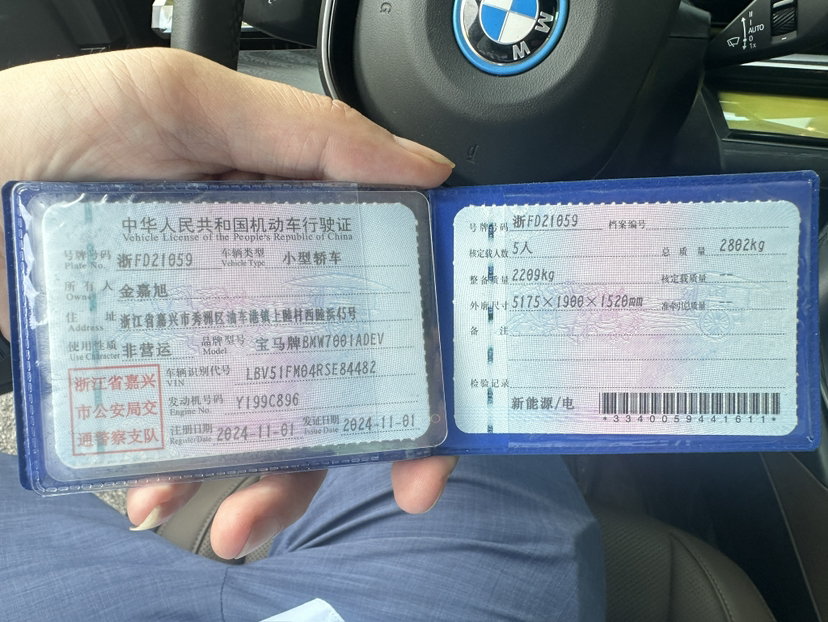 BMW
G
AUTO
0
1x
中华人民共和国机动车行驶证
Vehicle License of the People's Republic of China
号牌号码 浙FD21059 车辆类型 小型轿车
Plate No. Vehicle Type
所有人 金嘉旭
Owner
住址 浙江省嘉兴市秀洲区油车港镇上睦村西睦浜45号
Address
使用性质 非营运 品牌型号 宝马牌BMW7001ADEV
Use Character Model
浙江省嘉兴
市公安局交
通警察支队
车辆识别代号 LBV51FM04RSE84482
VIN
发动机号码 Y199C896
Engine No.
注册日期 2024-11-01 发证日期 2024-11-01
Register Date Issue Date
号牌号码 浙FD21059 档案编号
核定载人数 5人 总质量 2802kg
整备质量 2209kg 核定载质量 --
外廓尺寸 5175×1900×1520mm 准牵引总质量 --
备注
检验记录
新能源/电
*3340059441611*